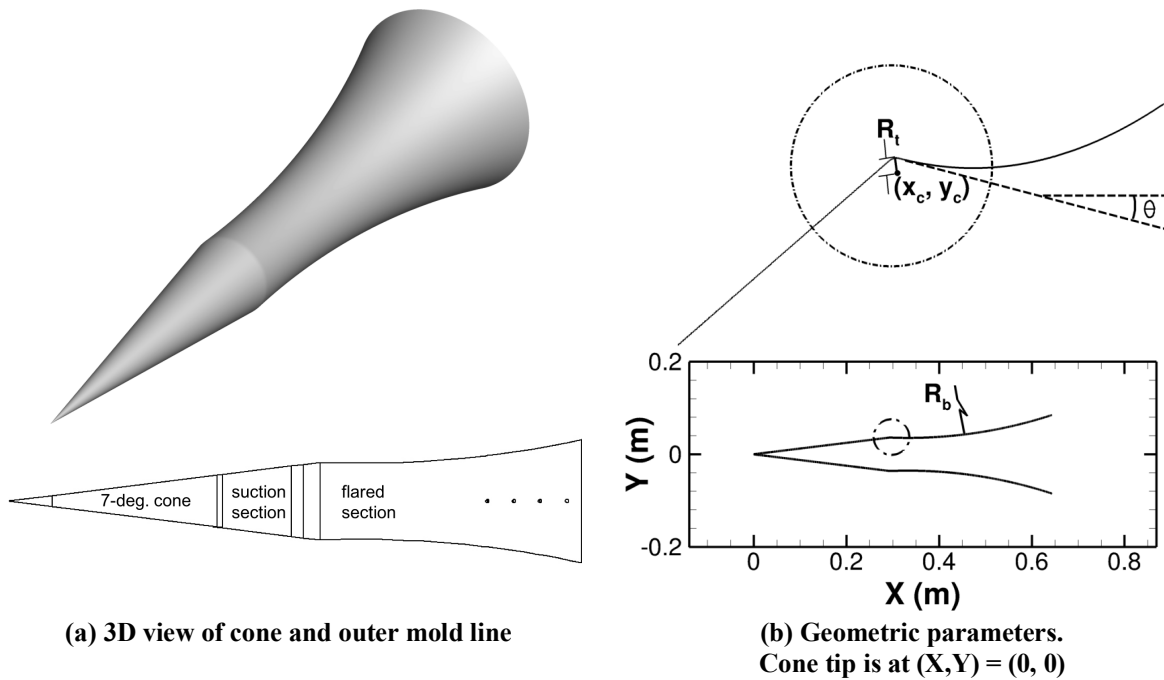 7-deg. cone
suction
section
flared
section
(a) 3D view of cone and outer mold line
R_t
(x_c, y_c)
θ
0.2
0
-0.2
Y (m)
R_b
0 0.2 0.4 0.6 0.8
X (m)
(b) Geometric parameters.
Cone tip is at (X,Y) = (0, 0)